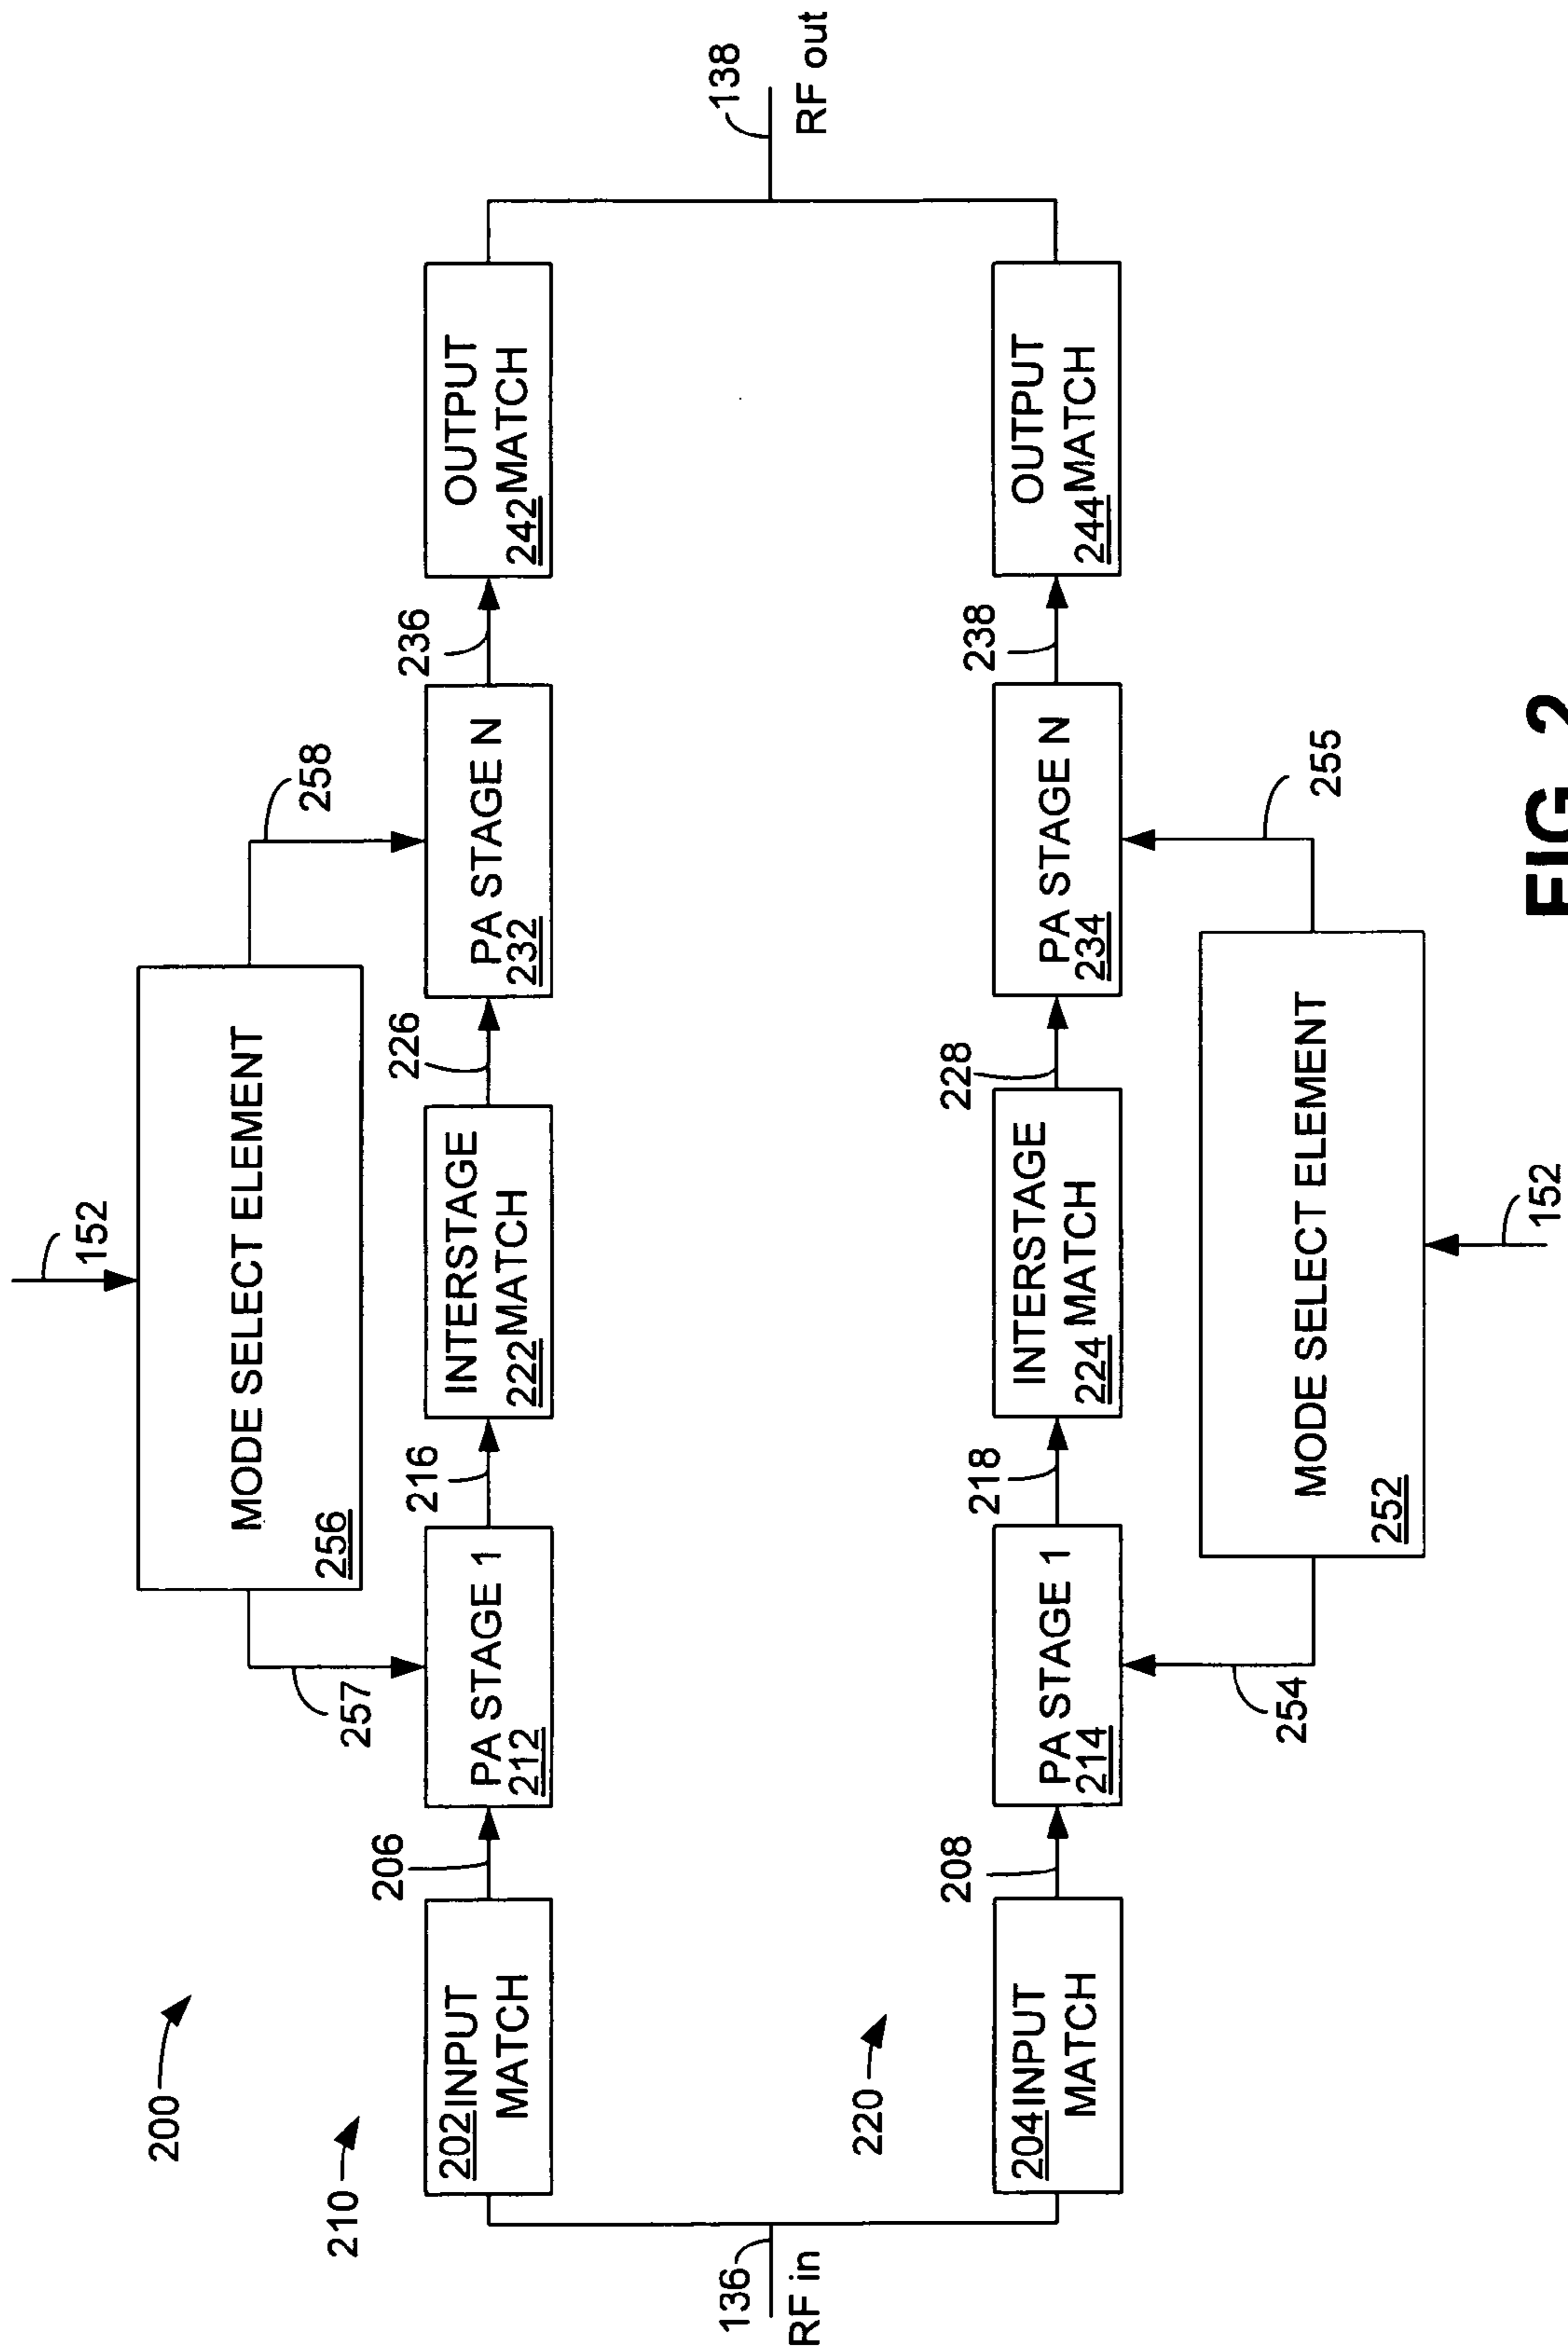 200
152
MODE SELECT ELEMENT
256
257
258
210
206
216
226
236
202 INPUT
MATCH
PA STAGE 1
212
INTERSTAGE
222 MATCH
PA STAGE N
232
OUTPUT
242 MATCH
136
RF in
138
RF out
220
208
218
228
238
204 INPUT
MATCH
PA STAGE 1
214
INTERSTAGE
224 MATCH
PA STAGE N
234
OUTPUT
244 MATCH
254
255
MODE SELECT ELEMENT
252
152
FIG. 2